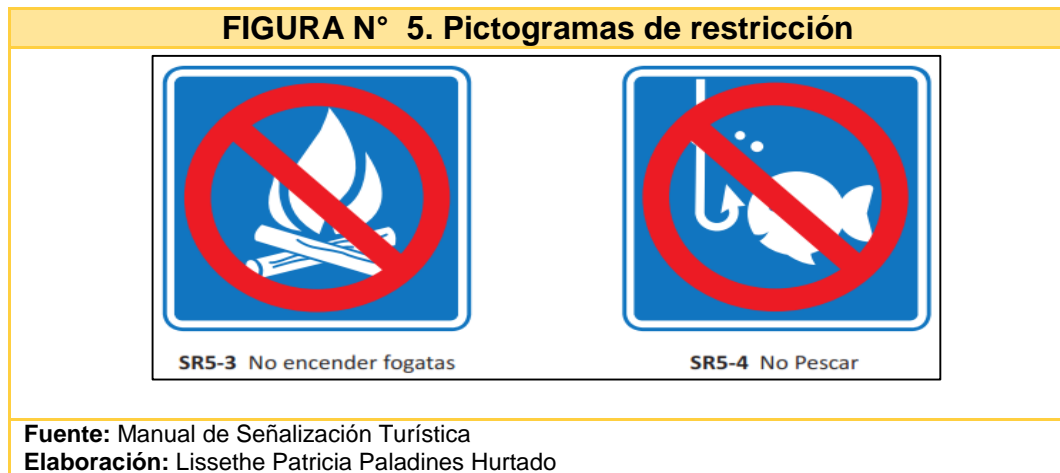 FIGURA N° 5. Pictogramas de restricción
SR5-3 No encender fogatas
SR5-4 No Pescar
Fuente: Manual de Señalización Turística
Elaboración: Lissethe Patricia Paladines Hurtado